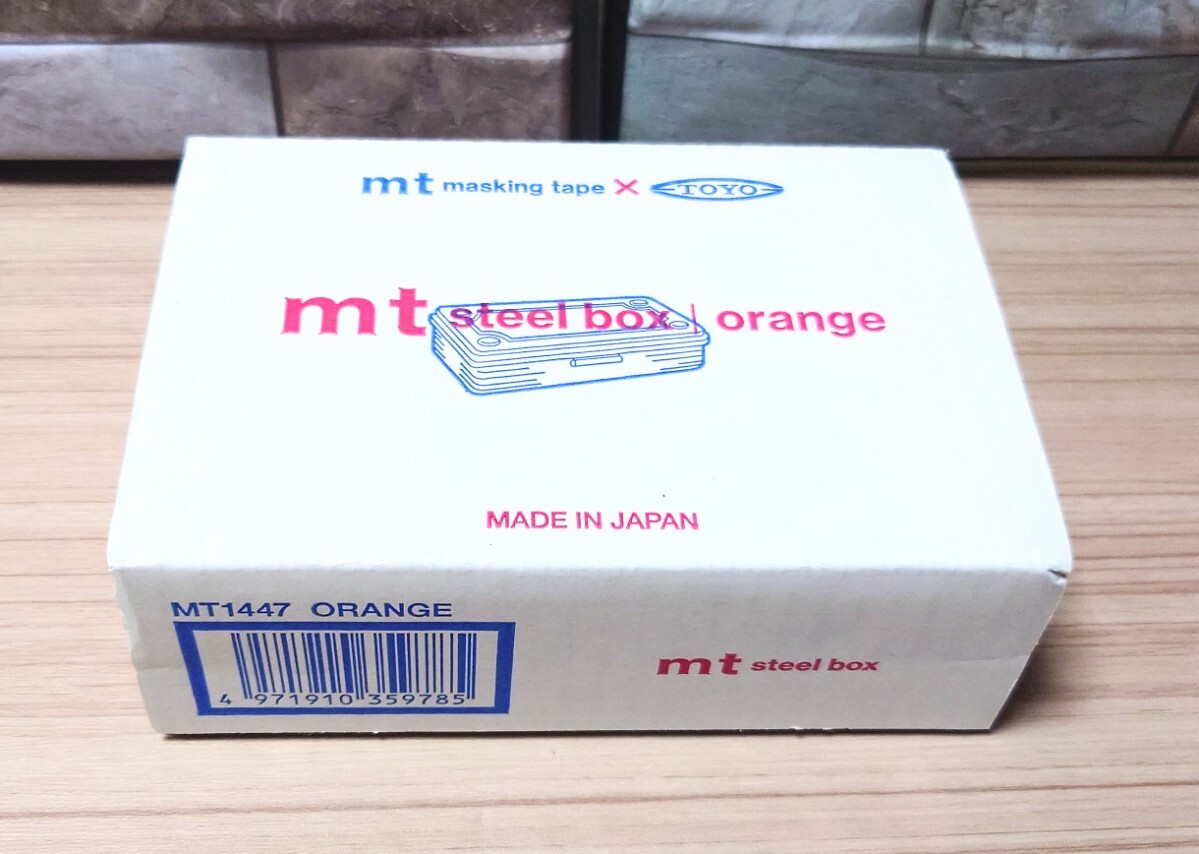 mt masking tape × TOYO
mt steel box | orange
MADE IN JAPAN
MT1447 ORANGE
4 971910 359785
mt steel box